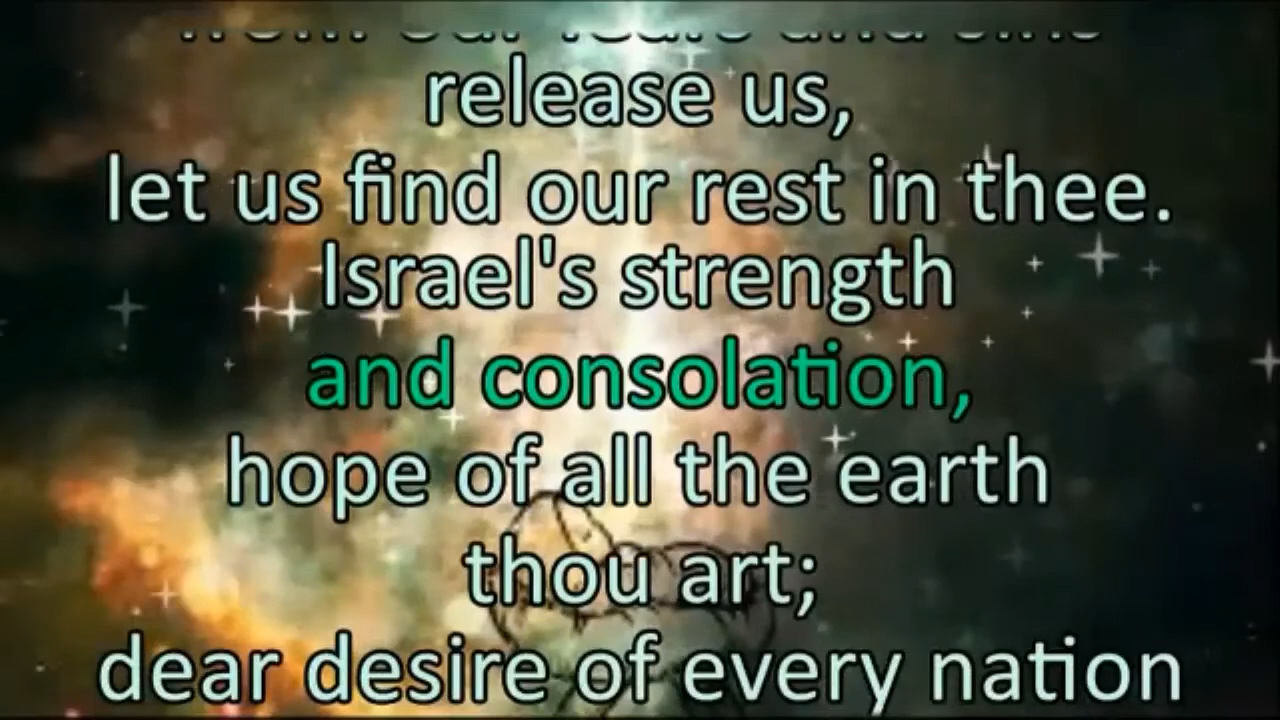 release us,
let us find our rest in thee.
Israel's strength
and consolation,
hope of all the earth
thou art;
dear desire of every nation